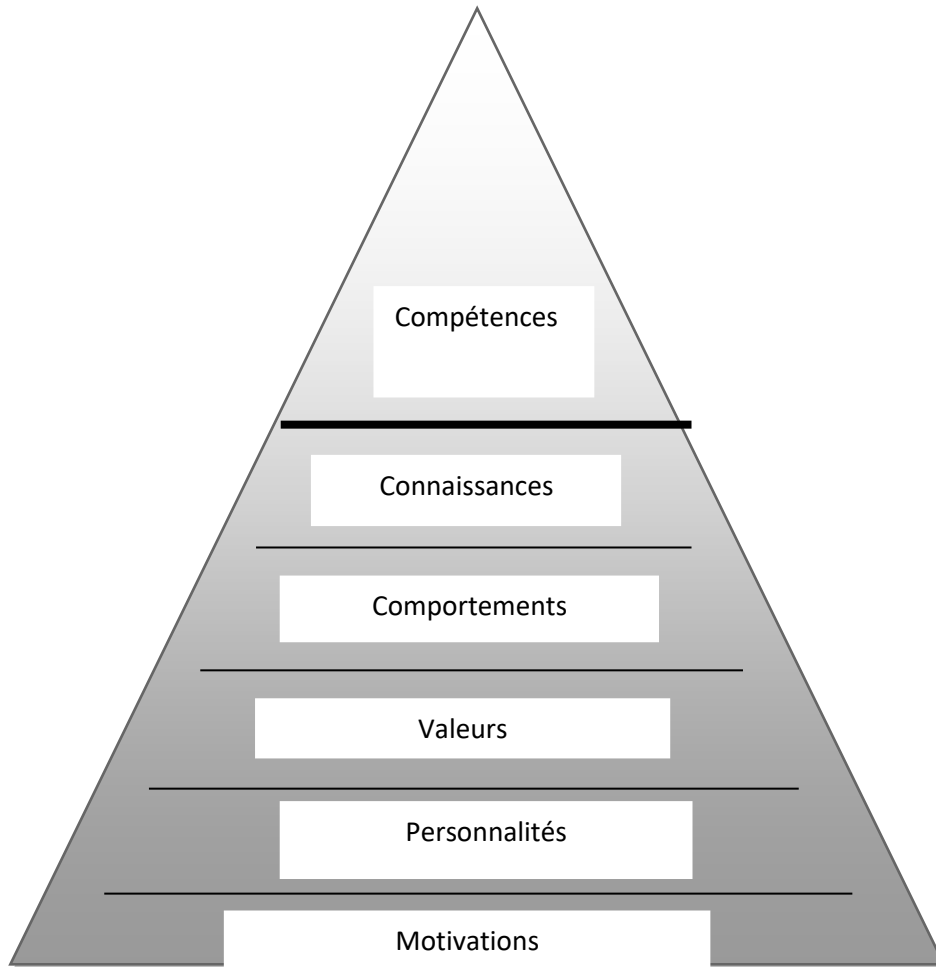 Compétences
Connaissances
Comportements
Valeurs
Personnalités
Motivations